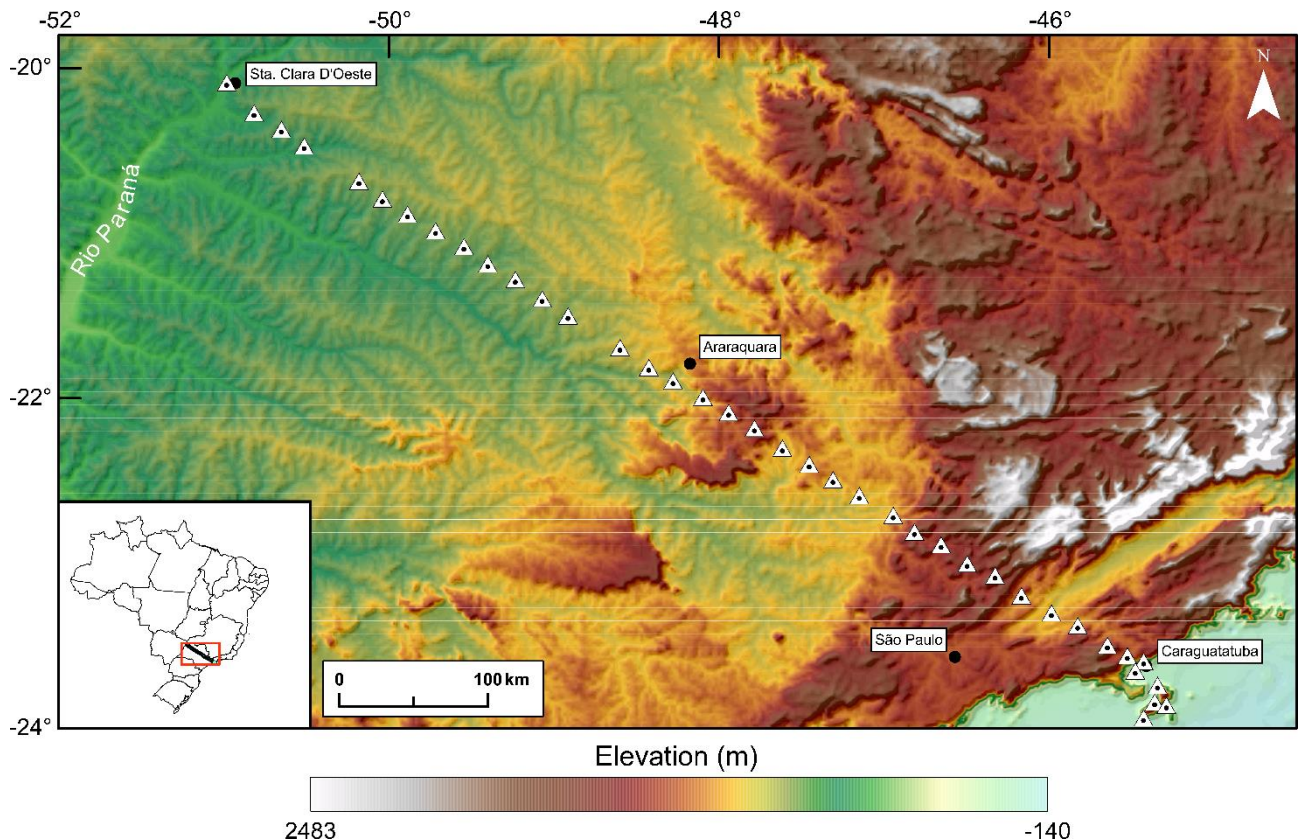 -52°
-50°
-48°
-46°
-20°
-22°
-24°
N
Sta. Clara D'Oeste
Rio Paraná
Araraquara
São Paulo
Caraguatatuba
0
100 km
Elevation (m)
2483
-140